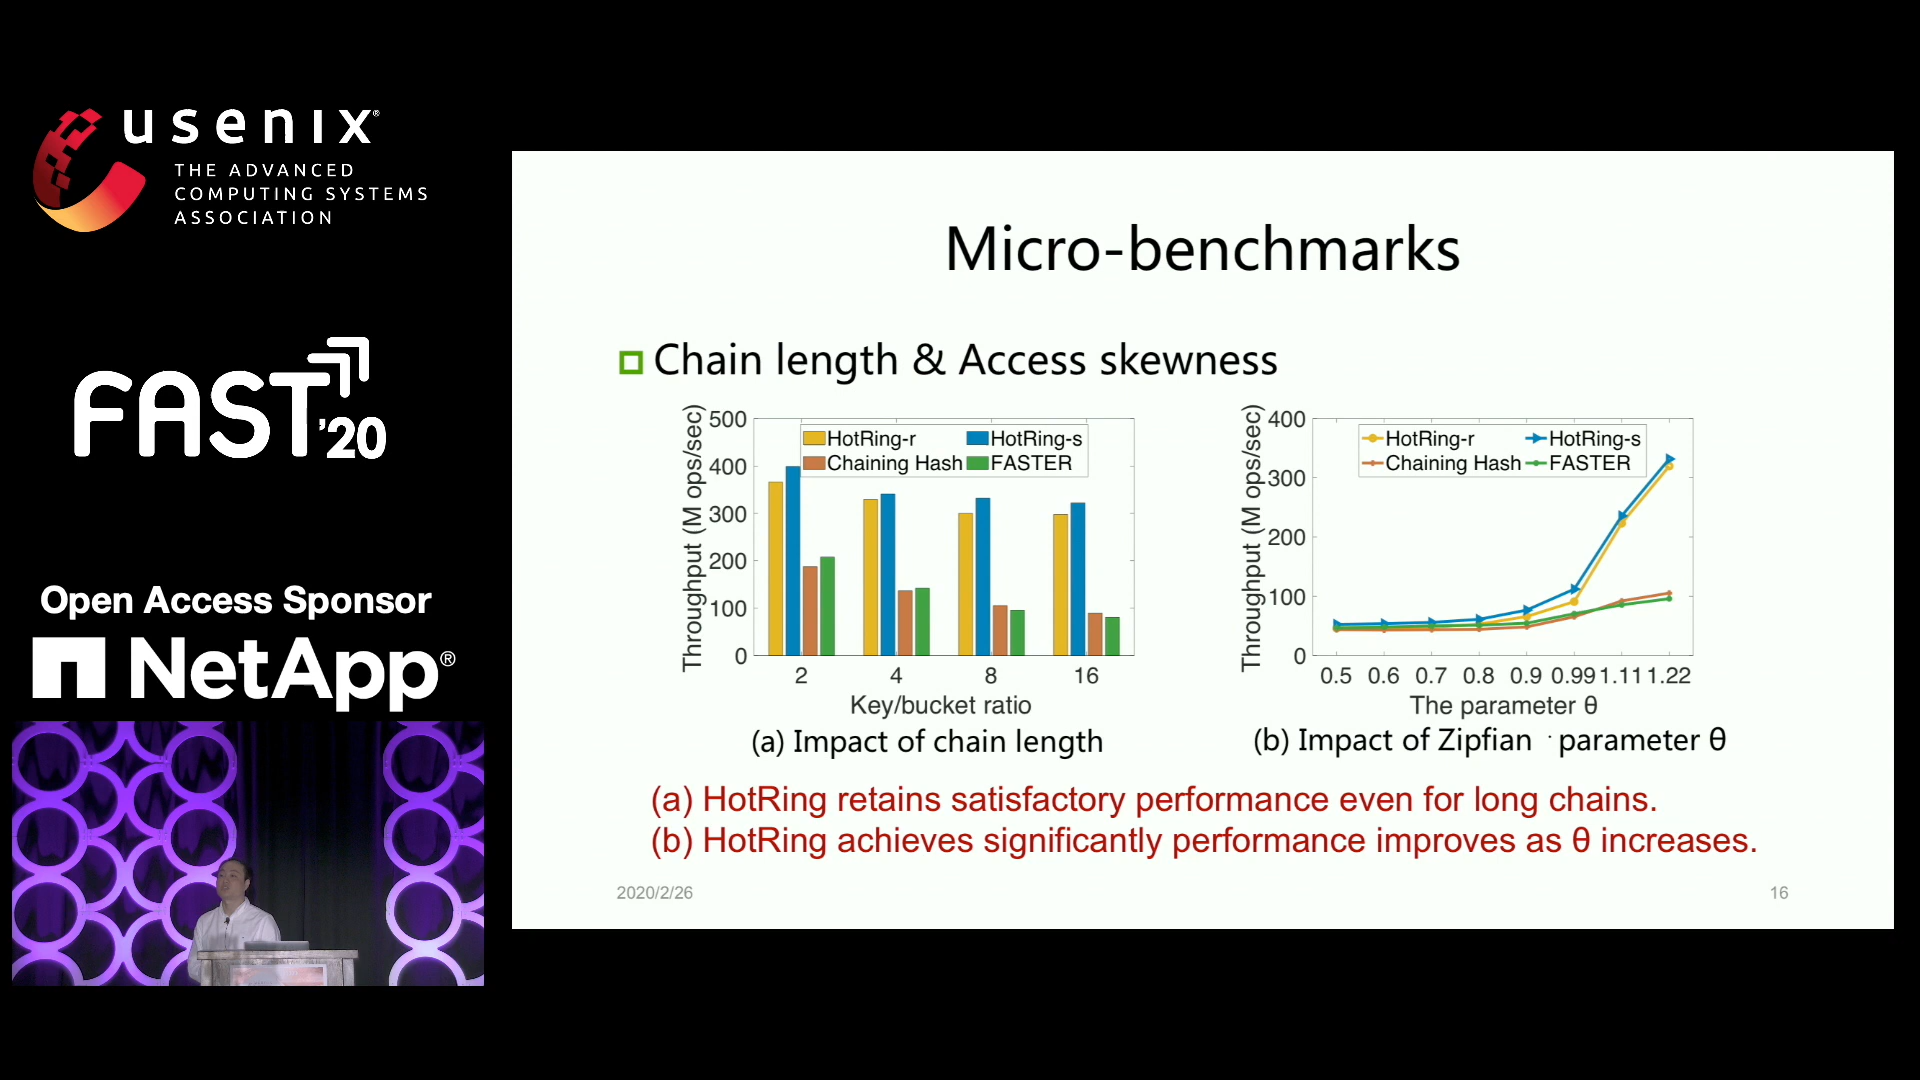 usenix®
THE ADVANCED
COMPUTING SYSTEMS
ASSOCIATION
FAST '20
Open Access Sponsor
NetApp®
Micro-benchmarks
Chain length & Access skewness
Throughput (M ops/sec)
500
400
300
200
100
0
HotRing-r
HotRing-s
Chaining Hash
FASTER
2 4 8 16
Key/bucket ratio
(a) Impact of chain length
Throughput (M ops/sec)
400
300
200
100
0
HotRing-r
HotRing-s
Chaining Hash
FASTER
0.5 0.6 0.7 0.8 0.9 0.99 1.11 1.22
The parameter θ
(b) Impact of Zipfian parameter θ
(a) HotRing retains satisfactory performance even for long chains.
(b) HotRing achieves significantly performance improves as θ increases.
2020/2/26
16